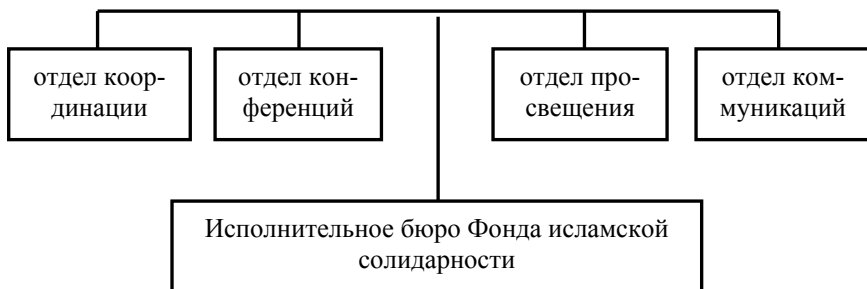 отдел коор-
динации
отдел кон-
ференций
отдел про-
свещения
отдел ком-
муникаций
Исполнительное бюро Фонда исламской
солидарности